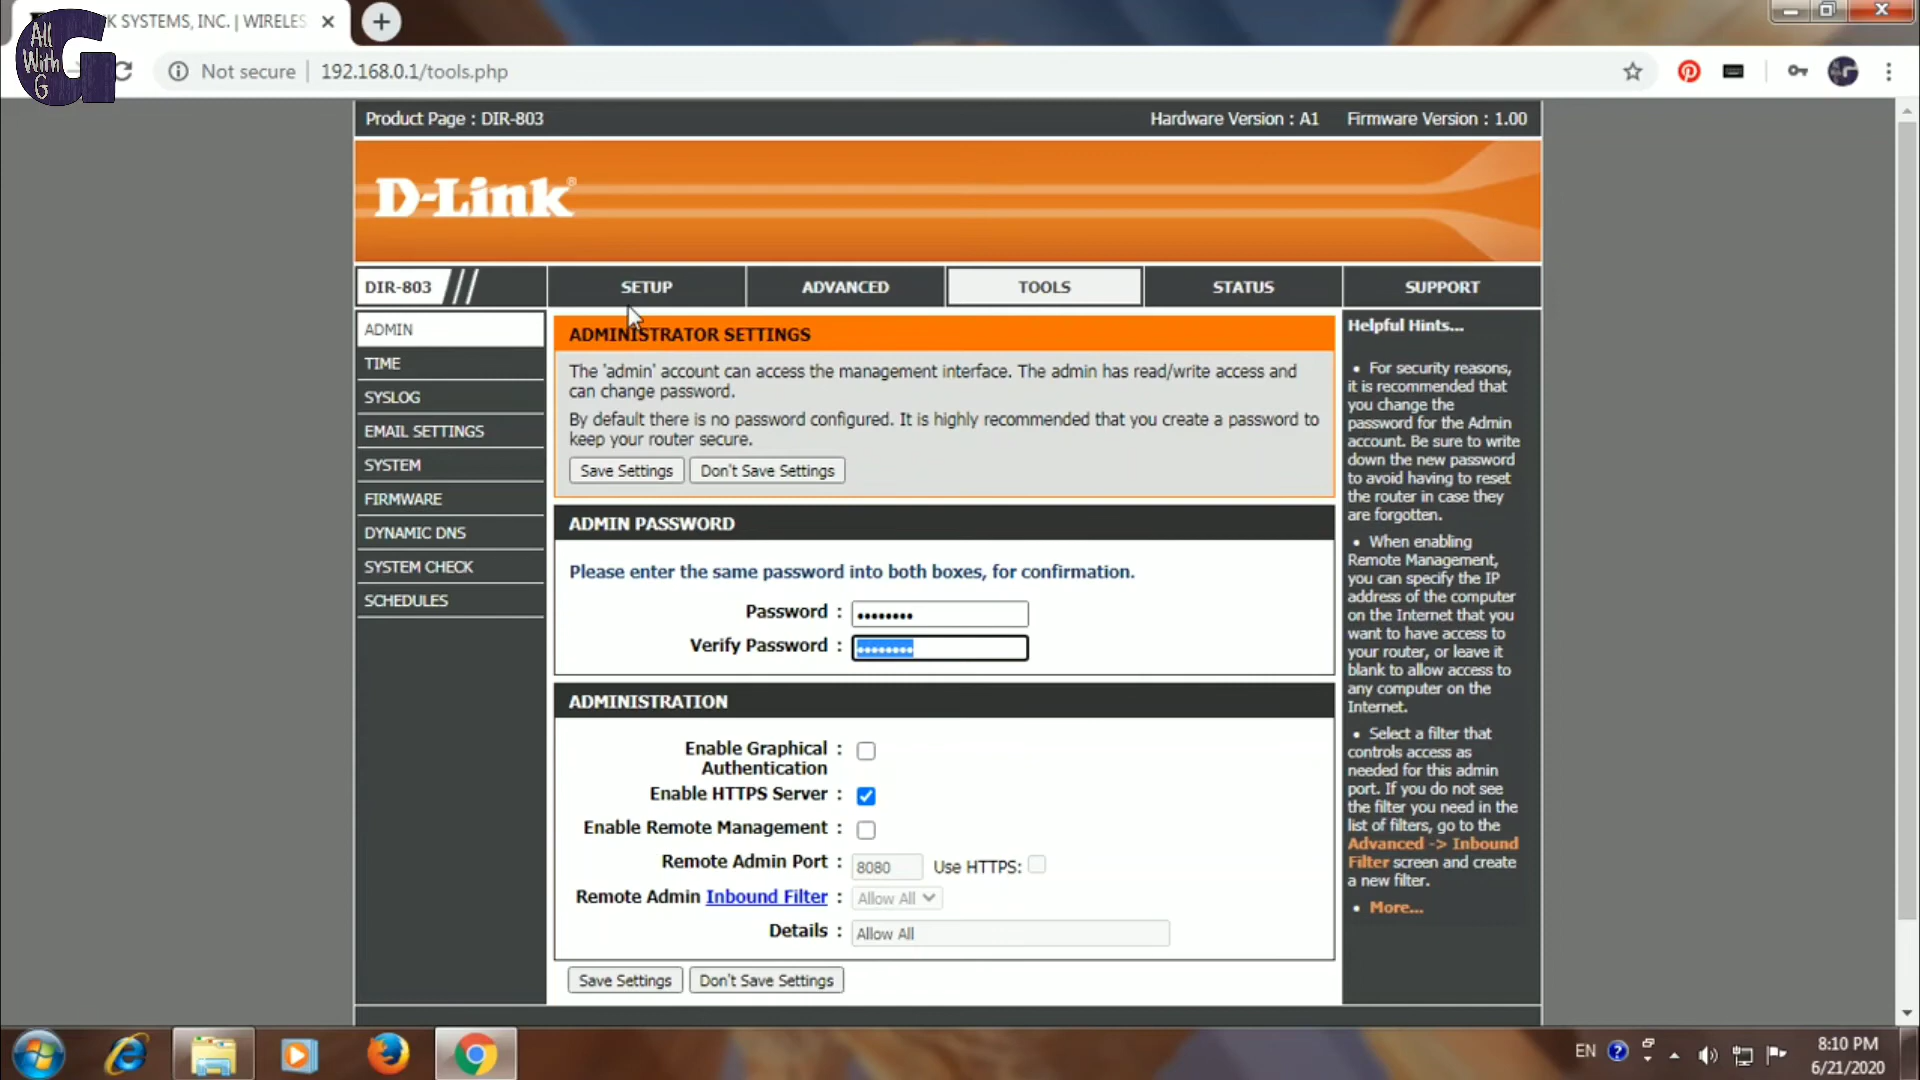 K SYSTEMS, INC. | WIRELES
All
With
G
Not secure
192.168.0.1/tools.php
Product Page : DIR-803
Hardware Version : A1
Firmware Version : 1.00
D-Link®
DIR-803
SETUP
ADVANCED
TOOLS
STATUS
SUPPORT
ADMIN
TIME
SYSLOG
EMAIL SETTINGS
SYSTEM
FIRMWARE
DYNAMIC DNS
SYSTEM CHECK
SCHEDULES
ADMINISTRATOR SETTINGS
The 'admin' account can access the management interface. The admin has read/write access and
can change password.
By default there is no password configured. It is highly recommended that you create a password to
keep your router secure.
Save Settings
Don't Save Settings
ADMIN PASSWORD
Please enter the same password into both boxes, for confirmation.
Password : ••••••••
Verify Password : ••••••••
ADMINISTRATION
Enable Graphical :
Authentication
Enable HTTPS Server :
Enable Remote Management :
Remote Admin Port : 8080 Use HTTPS:
Remote Admin Inbound Filter : Allow All
Details : Allow All
Save Settings
Don't Save Settings
Helpful Hints...
• For security reasons,
it is recommended that
you change the
password for the Admin
account. Be sure to write
down the new password
to avoid having to reset
the router in case they
are forgotten.
• When enabling
Remote Management,
you can specify the IP
address of the computer
on the Internet that you
want to have access to
your router, or leave it
blank to allow access to
any computer on the
Internet.
• Select a filter that
controls access as
needed for this admin
port. If you do not see
the filter you need in the
list of filters, go to the
Advanced -> Inbound
Filter screen and create
a new filter.
• More...
EN
8:10 PM
6/21/2020